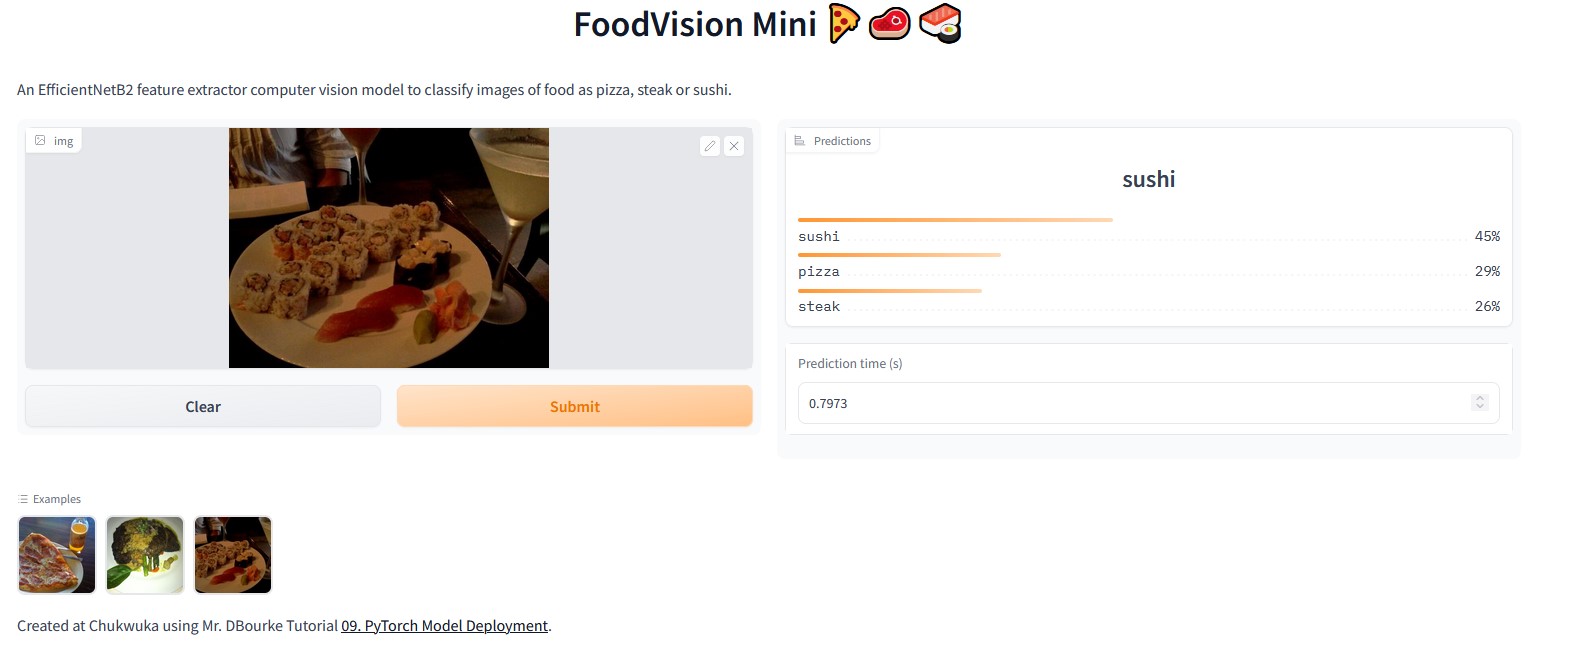 FoodVision Mini 🍕🥩🍣
An EfficientNetB2 feature extractor computer vision model to classify images of food as pizza, steak or sushi.
img
Clear
Submit
Predictions
sushi
sushi 45%
pizza 29%
steak 26%
Prediction time (s)
0.7973
Examples
Created at Chukwuka using Mr. DBourke Tutorial 09. PyTorch Model Deployment.